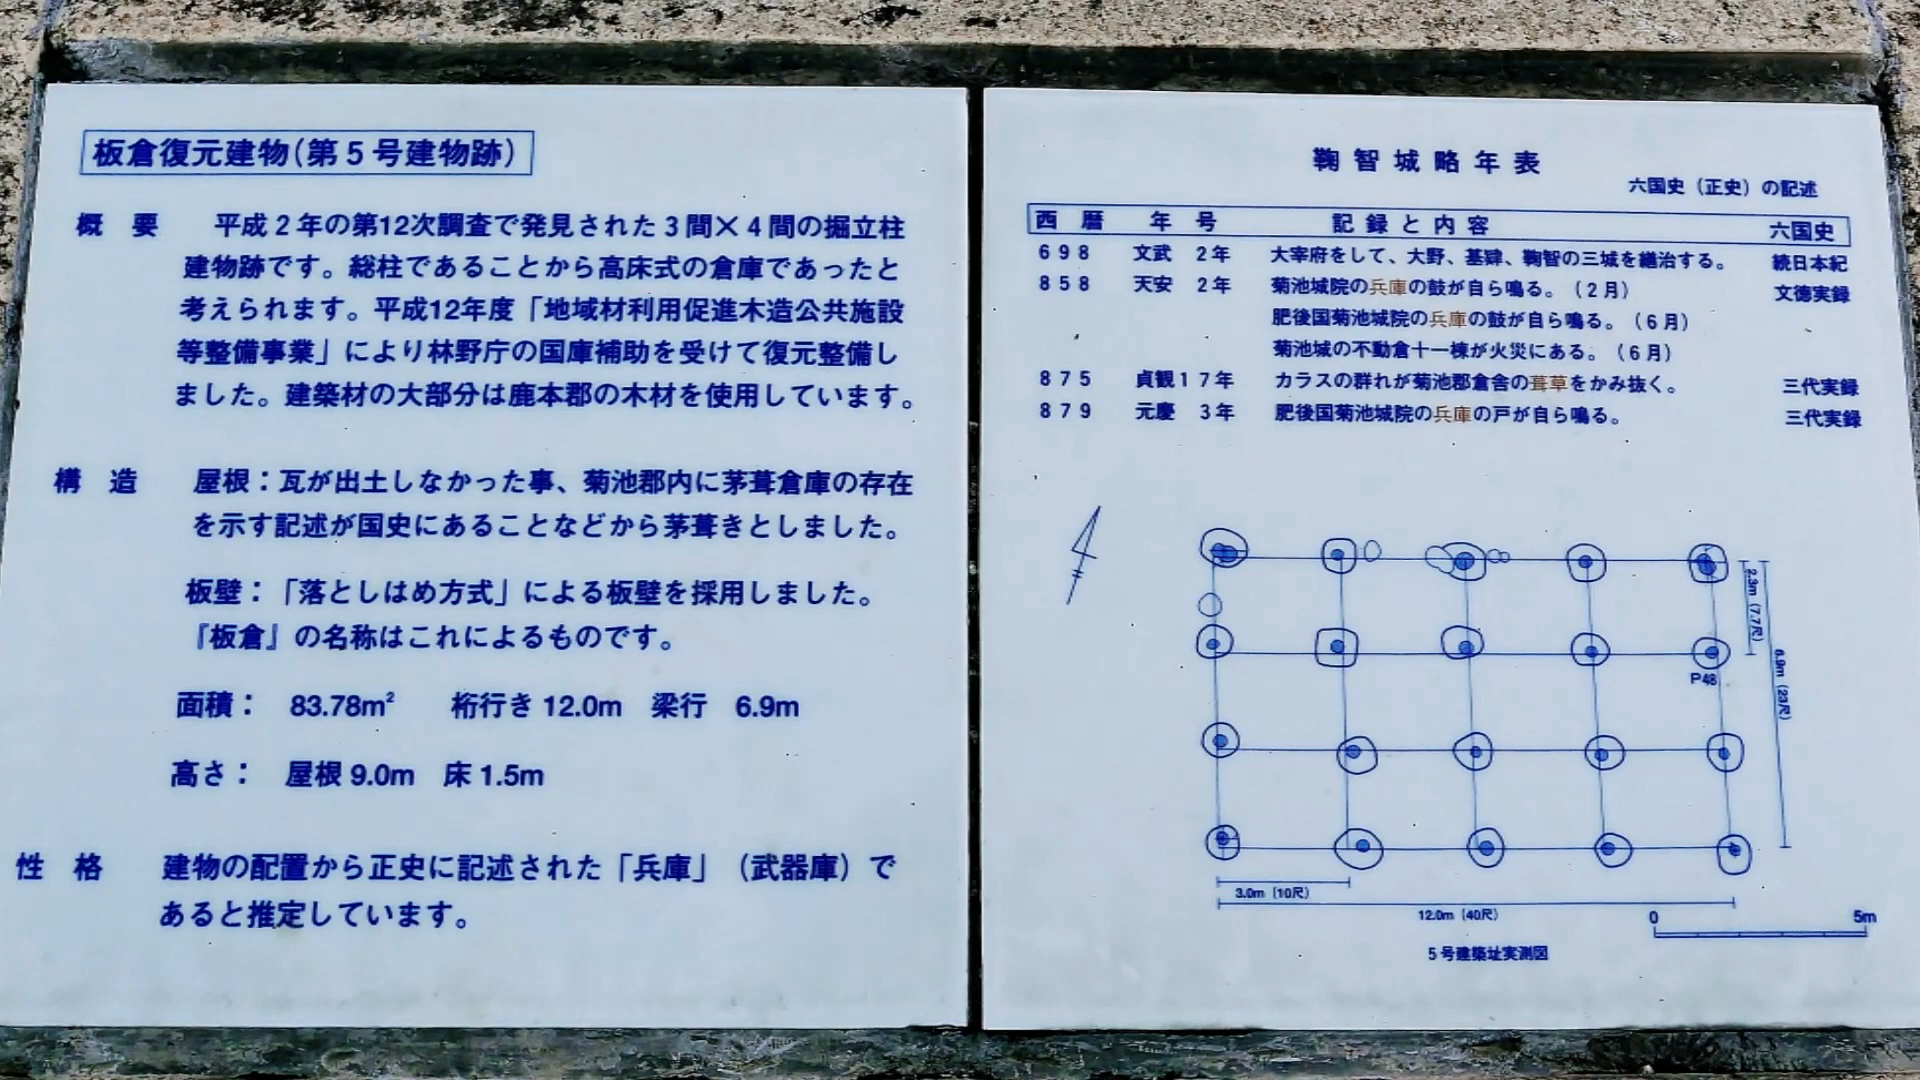 板倉復元建物(第5号建物跡)
概 要 平成2年の第12次調査で発見された3間×4間の掘立柱
建物跡です。総柱であることから高床式の倉庫であったと
考えられます。平成12年度「地域材利用促進木造公共施設
等整備事業」により林野庁の国庫補助を受けて復元整備し
ました。建築材の大部分は鹿本郡の木材を使用しています。
構 造 屋根：瓦が出土しなかった事、菊池郡内に茅葺倉庫の存在
を示す記述が国史にあることなどから茅葺きとしました。
板壁：「落としはめ方式」による板壁を採用しました。
『板倉』の名称はこれによるものです。
面積： 83.78m² 桁行き 12.0m 梁行 6.9m
高さ： 屋根 9.0m 床 1.5m
性 格 建物の配置から正史に記述された「兵庫」（武器庫）で
あると推定しています。
鞠智城略年表
六国史（正史）の記述
西暦 年号 記録と内容 六国史
698 文武 2年 大宰府をして、大野、基肄、鞠智の三城を繕治する。 続日本紀
858 天安 2年 菊池城院の兵庫の鼓が自ら鳴る。（2月） 文徳実録
肥後国菊池城院の兵庫の鼓が自ら鳴る。（6月）
菊池城の不動倉十一棟が火災にある。（6月）
875 貞観17年 カラスの群れが菊池郡倉舎の葺草をかみ抜く。 三代実録
879 元慶 3年 肥後国菊池城院の兵庫の戸が自ら鳴る。 三代実録
2.3m（7.7尺）
6.9m（23尺）
P48
3.0m（10尺）
12.0m（40尺）
0 5m
5号建築址実測図